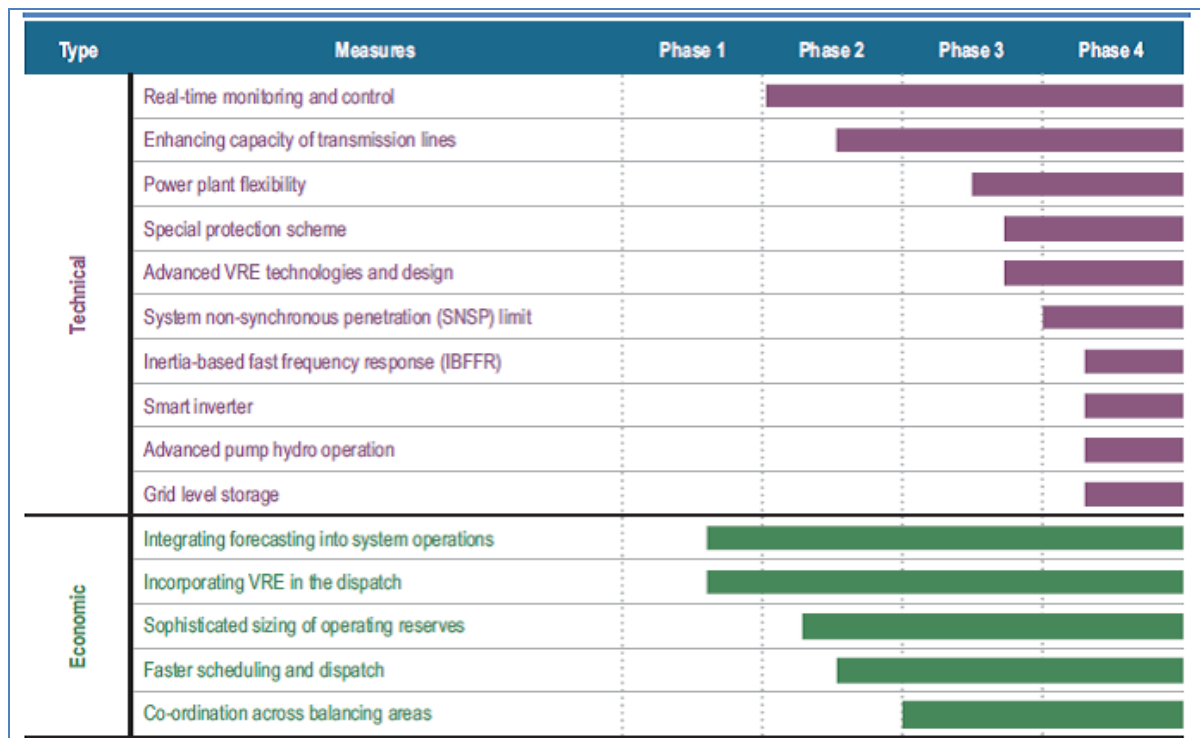 Type Measures Phase 1 Phase 2 Phase 3 Phase 4
Technical
Real-time monitoring and control
Enhancing capacity of transmission lines
Power plant flexibility
Special protection scheme
Advanced VRE technologies and design
System non-synchronous penetration (SNSP) limit
Inertia-based fast frequency response (IBFFR)
Smart inverter
Advanced pump hydro operation
Grid level storage
Economic
Integrating forecasting into system operations
Incorporating VRE in the dispatch
Sophisticated sizing of operating reserves
Faster scheduling and dispatch
Co-ordination across balancing areas